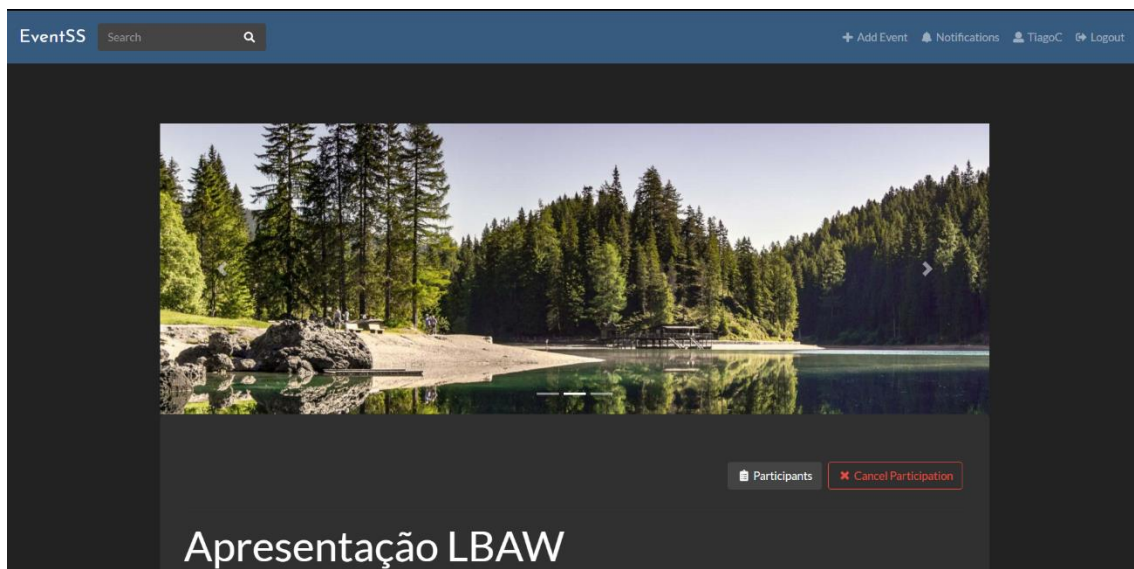 EventSS Search Add Event Notifications TiagoC Logout
Participants Cancel Participation
Apresentação LBAW